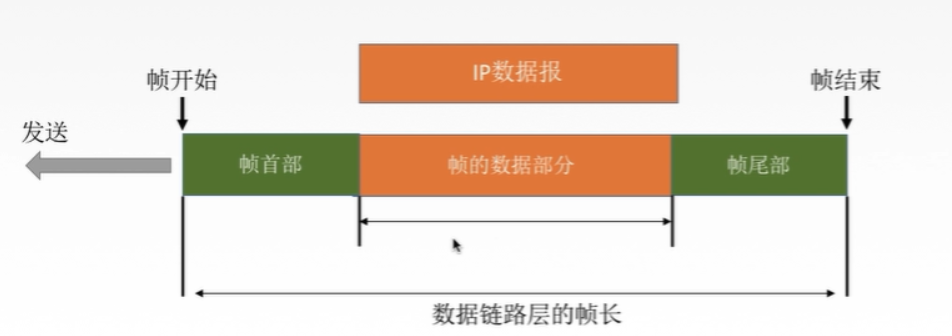 IP数据报
帧开始
帧结束
发送
帧首部
帧的数据部分
帧尾部
数据链路层的帧长